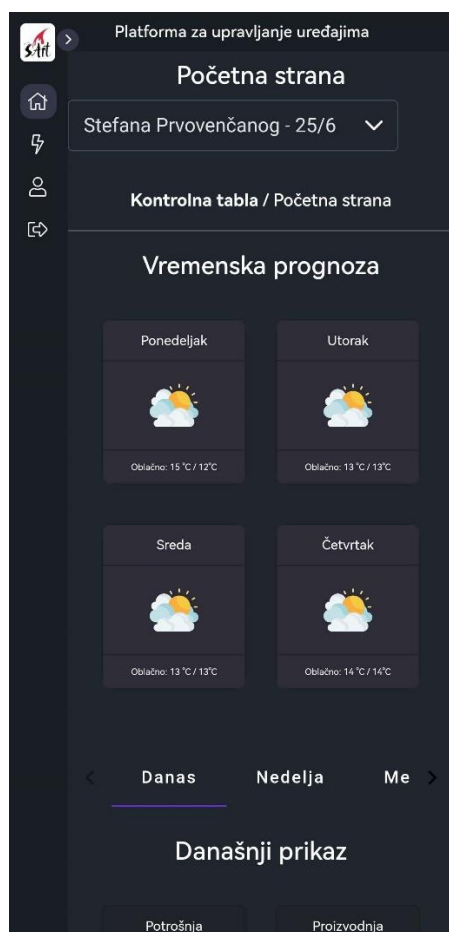 sArt
Platforma za upravljanje uređajima
Početna strana
Stefana Prvovenčanog - 25/6
Kontrolna tabla / Početna strana
Vremenska prognoza
Ponedeljak
Utorak
Oblačno: 15 °C / 12°C
Oblačno: 13 °C / 13°C
Sreda
Četvrtak
Oblačno: 13 °C / 13°C
Oblačno: 14 °C / 14°C
Danas Nedelja Me
Današnji prikaz
Potrošnja
Proizvodnja